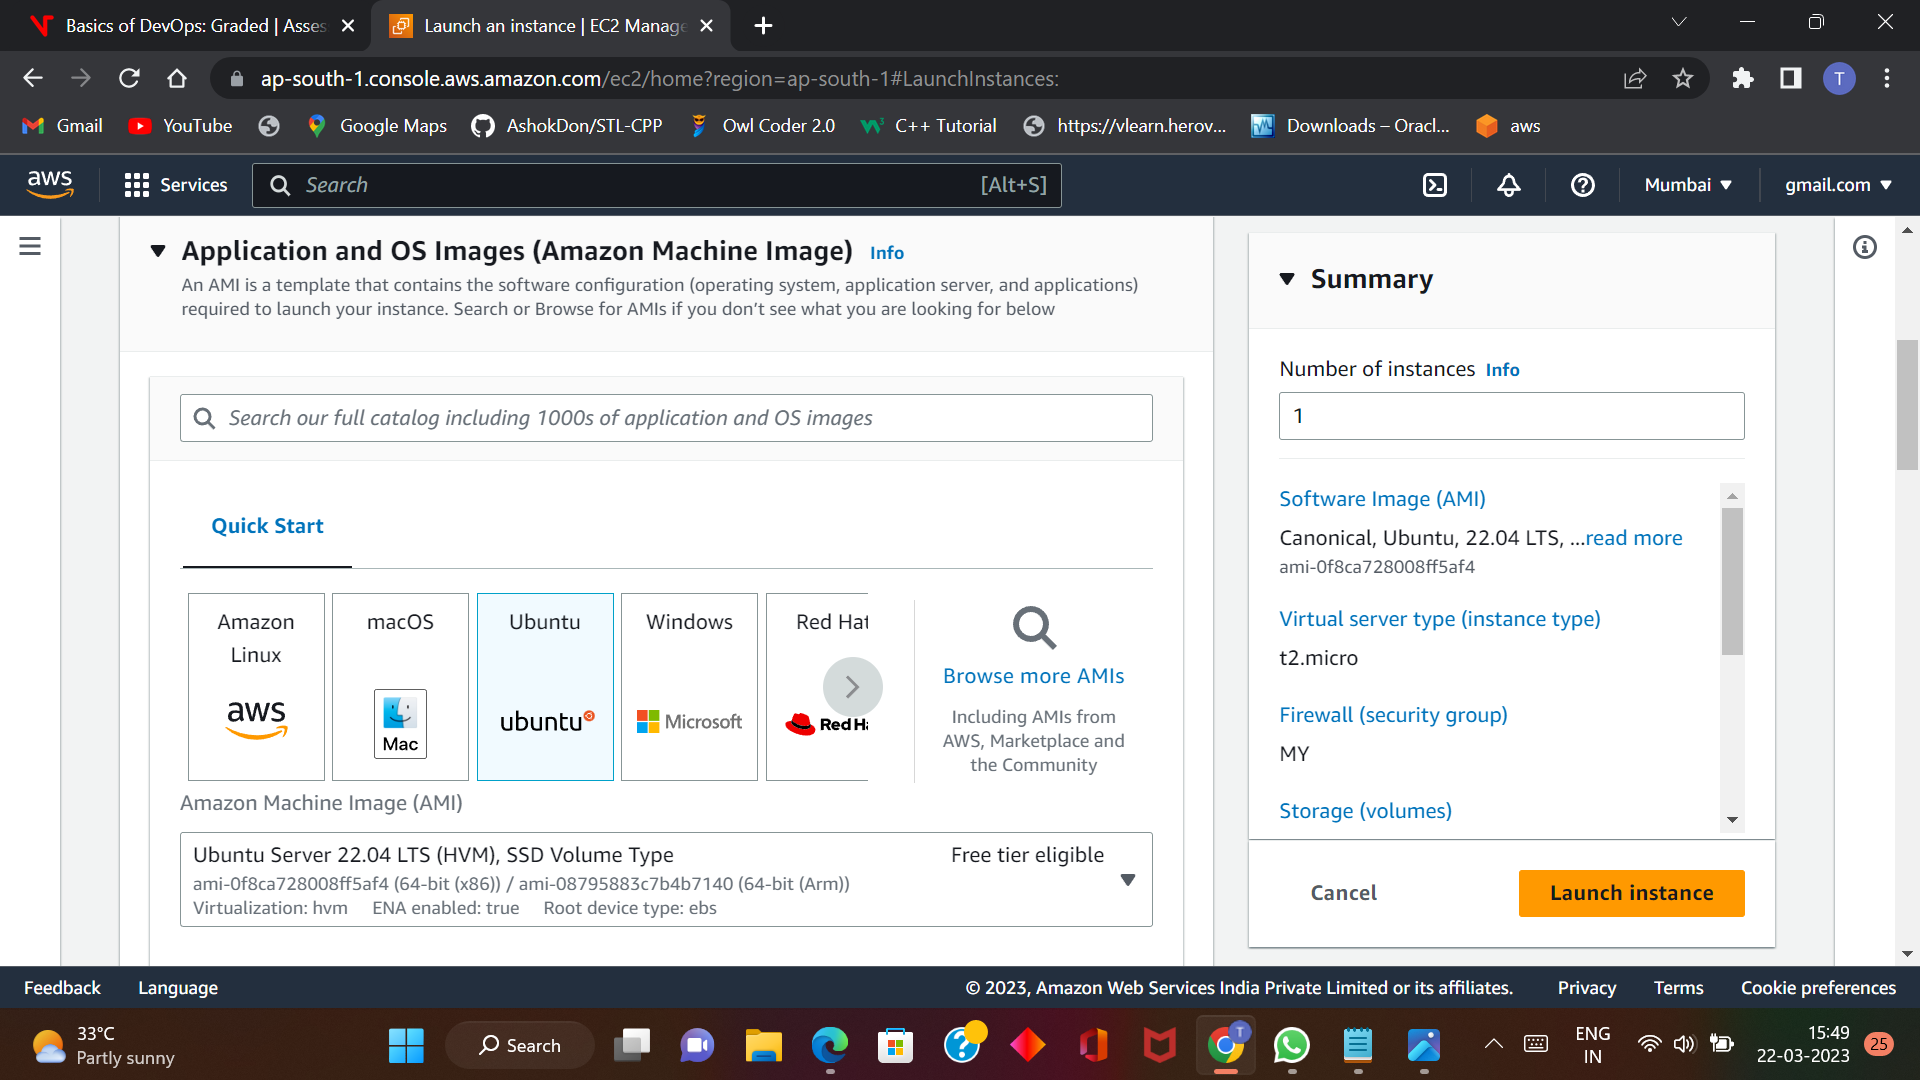 Basics of DevOps: Graded | Asses
Launch an instance | EC2 Manage
ap-south-1.console.aws.amazon.com/ec2/home?region=ap-south-1#LaunchInstances:
T
Gmail
YouTube
Google Maps
AshokDon/STL-CPP
Owl Coder 2.0
C++ Tutorial
https://vlearn.herov...
Downloads – Oracl...
aws
aws
Services
Search
[Alt+S]
Mumbai
gmail.com
Application and OS Images (Amazon Machine Image)
Info
An AMI is a template that contains the software configuration (operating system, application server, and applications)
required to launch your instance. Search or Browse for AMIs if you don’t see what you are looking for below
Search our full catalog including 1000s of application and OS images
Quick Start
Amazon
Linux
aws
macOS
Mac
Ubuntu
ubuntu
Windows
Microsoft
Red Hat
Red Ha
Browse more AMIs
Including AMIs from
AWS, Marketplace and
the Community
Amazon Machine Image (AMI)
Ubuntu Server 22.04 LTS (HVM), SSD Volume Type
Free tier eligible
ami-0f8ca728008ff5af4 (64-bit (x86)) / ami-08795883c7b4b7140 (64-bit (Arm))
Virtualization: hvm ENA enabled: true Root device type: ebs
Summary
Number of instances Info
1
Software Image (AMI)
Canonical, Ubuntu, 22.04 LTS, ...read more
ami-0f8ca728008ff5af4
Virtual server type (instance type)
t2.micro
Firewall (security group)
MY
Storage (volumes)
Cancel
Launch instance
Feedback
Language
© 2023, Amazon Web Services India Private Limited or its affiliates.
Privacy
Terms
Cookie preferences
33°C
Partly sunny
Search
T
ENG
IN
15:49
22-03-2023
25